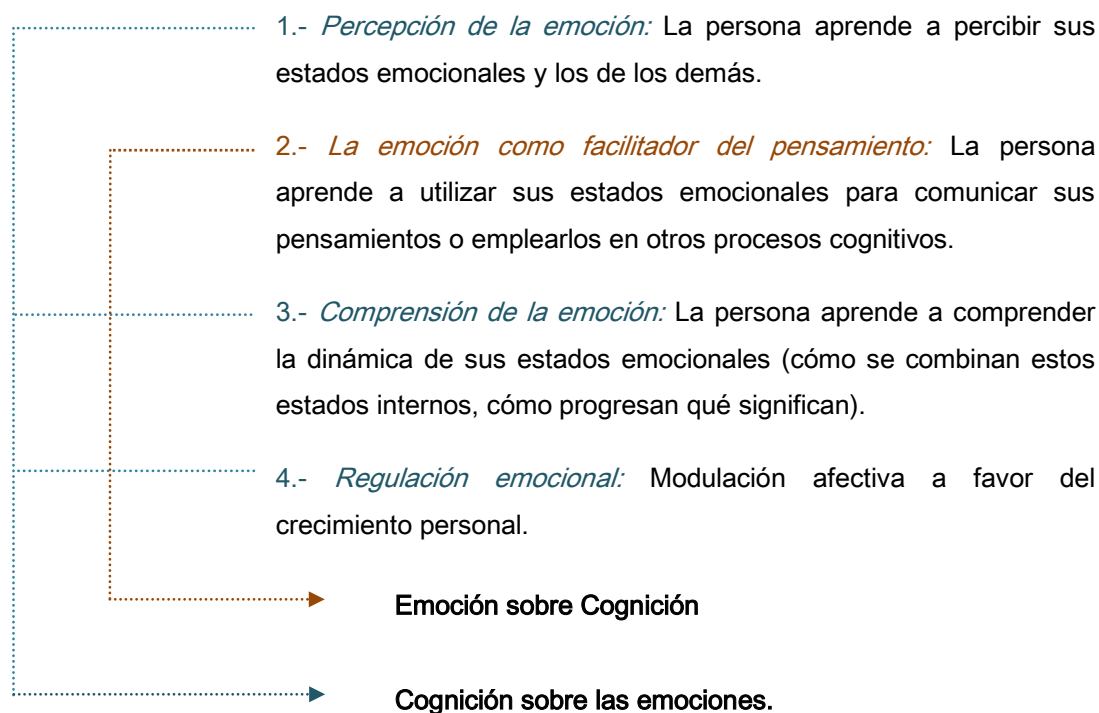 1.- Percepción de la emoción: La persona aprende a percibir sus
estados emocionales y los de los demás.
2.- La emoción como facilitador del pensamiento: La persona
aprende a utilizar sus estados emocionales para comunicar sus
pensamientos o emplearlos en otros procesos cognitivos.
3.- Comprensión de la emoción: La persona aprende a comprender
la dinámica de sus estados emocionales (cómo se combinan estos
estados internos, cómo progresan qué significan).
4.- Regulación emocional: Modulación afectiva a favor del
crecimiento personal.
Emoción sobre Cognición
Cognición sobre las emociones.